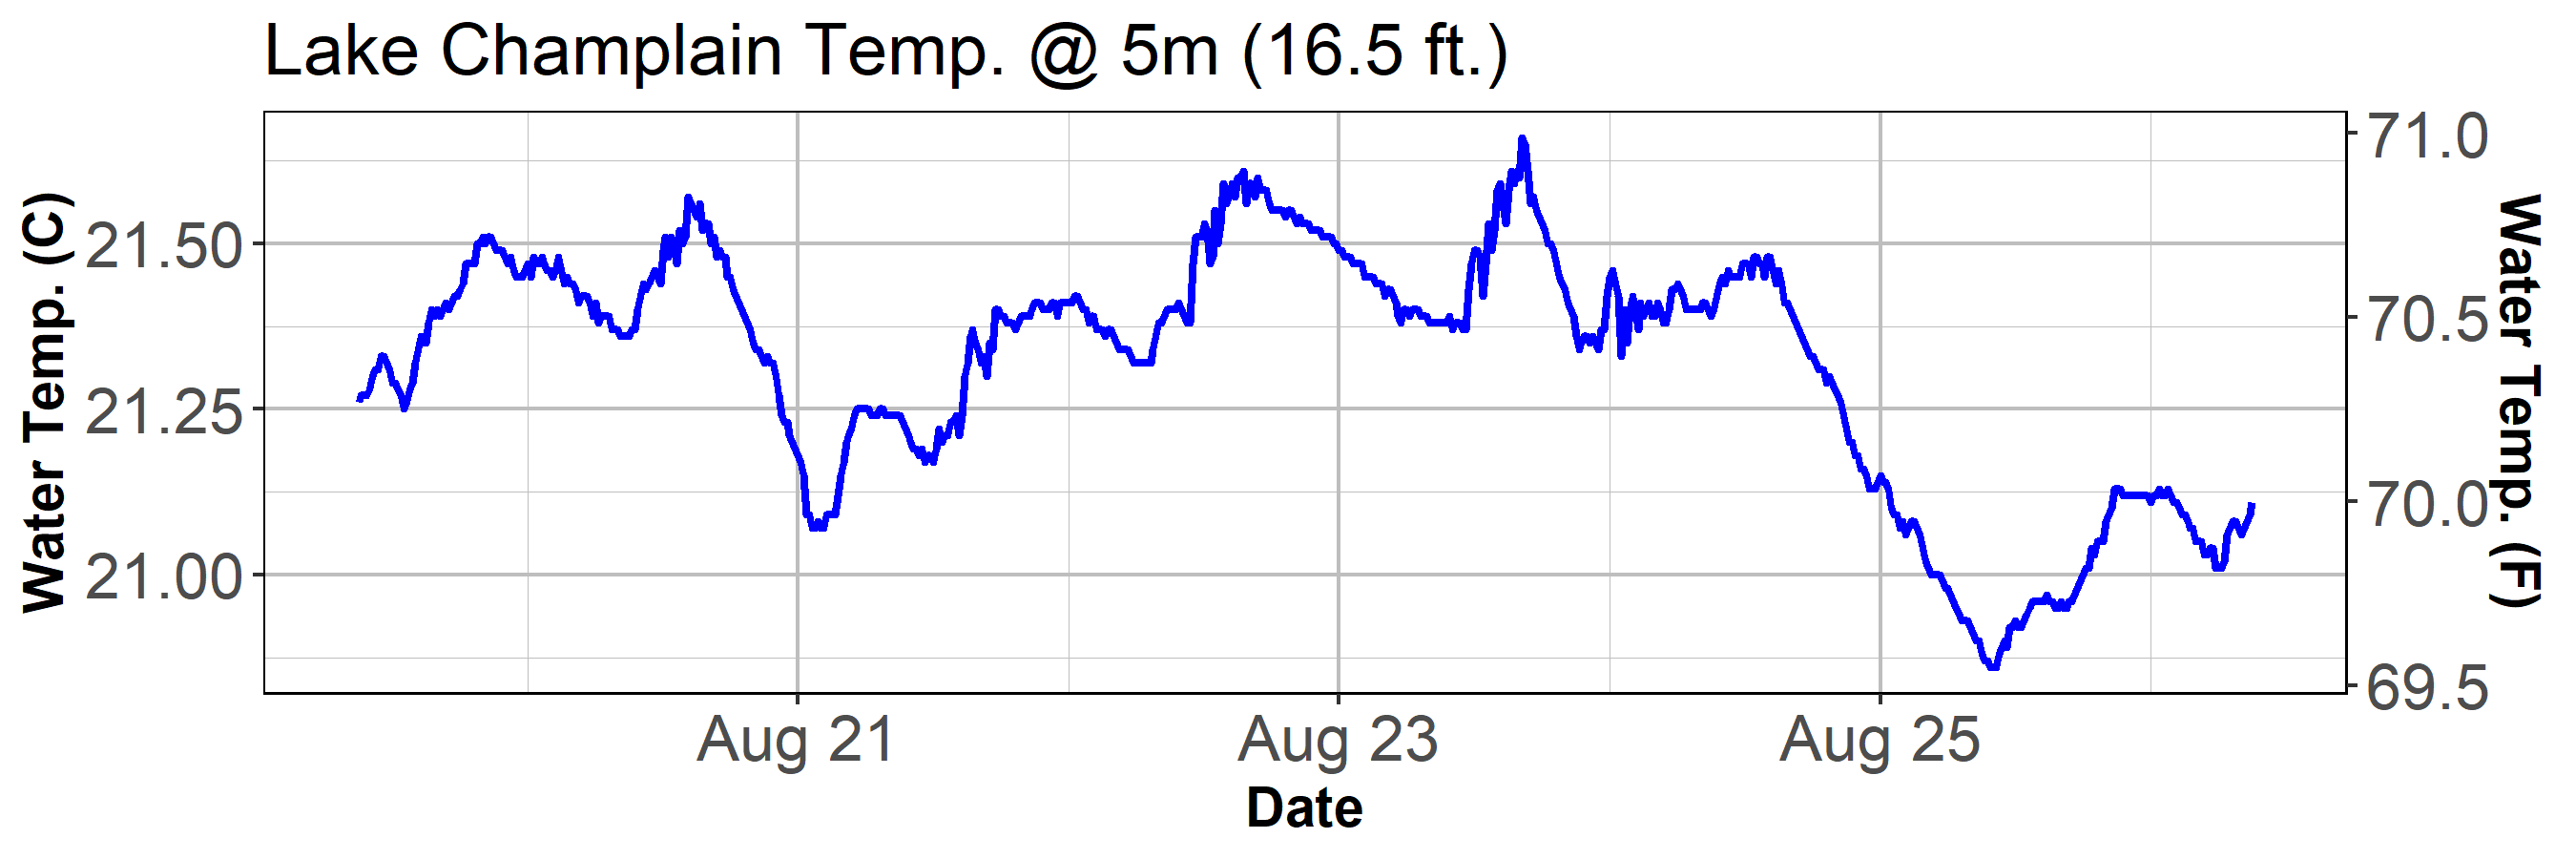 Lake Champlain Temp. @ 5m (16.5 ft.)
Water Temp. (C)
21.50
21.25
21.00
71.0
70.5
70.0
69.5
Water Temp. (F)
Aug 21
Aug 23
Aug 25
Date